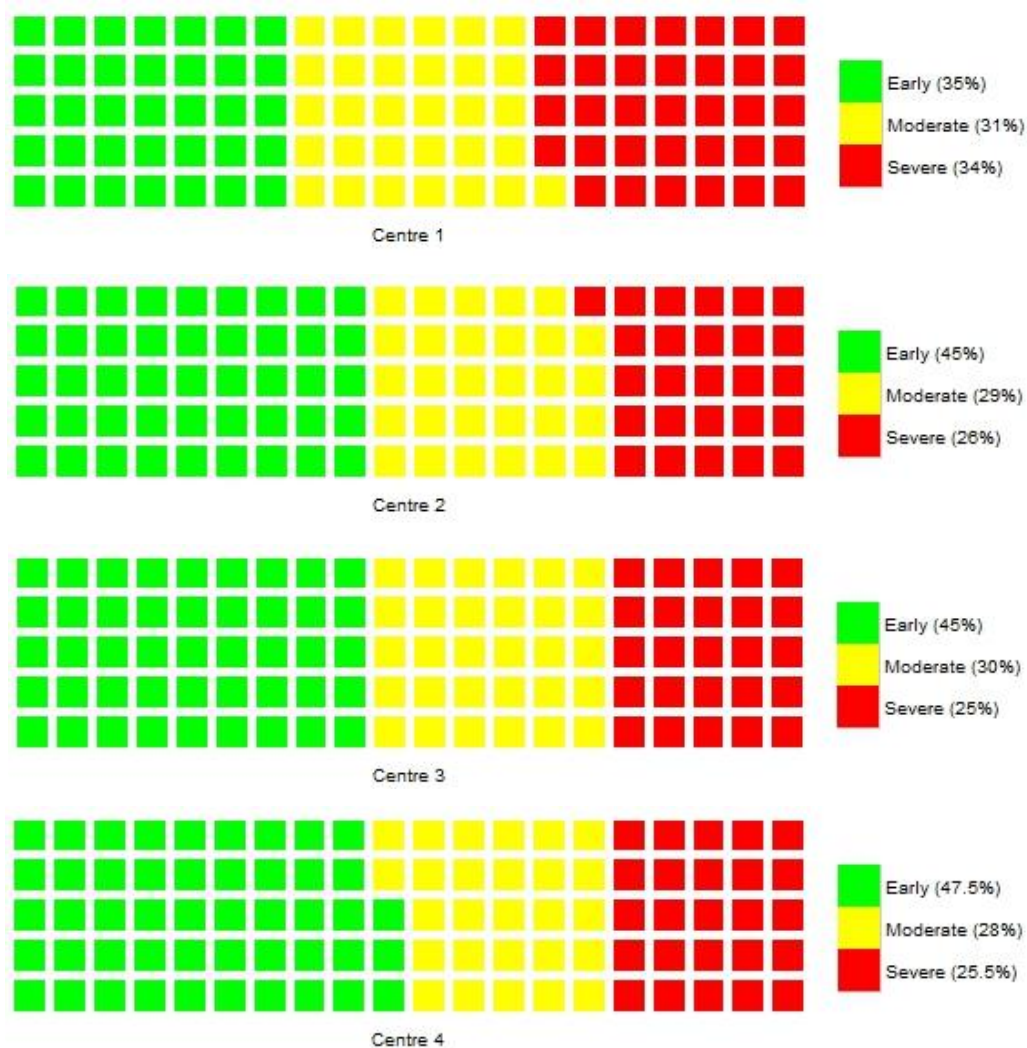 Early (35%)
Moderate (31%)
Severe (34%)
Centre 1
Early (45%)
Moderate (29%)
Severe (26%)
Centre 2
Early (45%)
Moderate (30%)
Severe (25%)
Centre 3
Early (47.5%)
Moderate (28%)
Severe (25.5%)
Centre 4